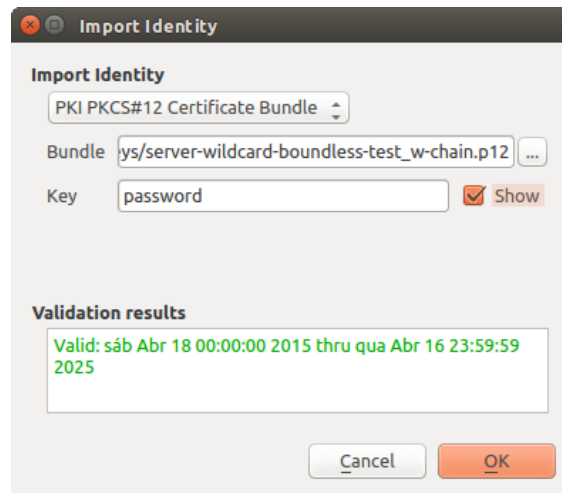 Import Identity
Import Identity
PKI PKCS#12 Certificate Bundle
Bundle ys/server-wildcard-boundless-test_w-chain.p12 ...
Key password Show
Validation results
Valid: sáb Abr 18 00:00:00 2015 thru qua Abr 16 23:59:59
2025
Cancel OK